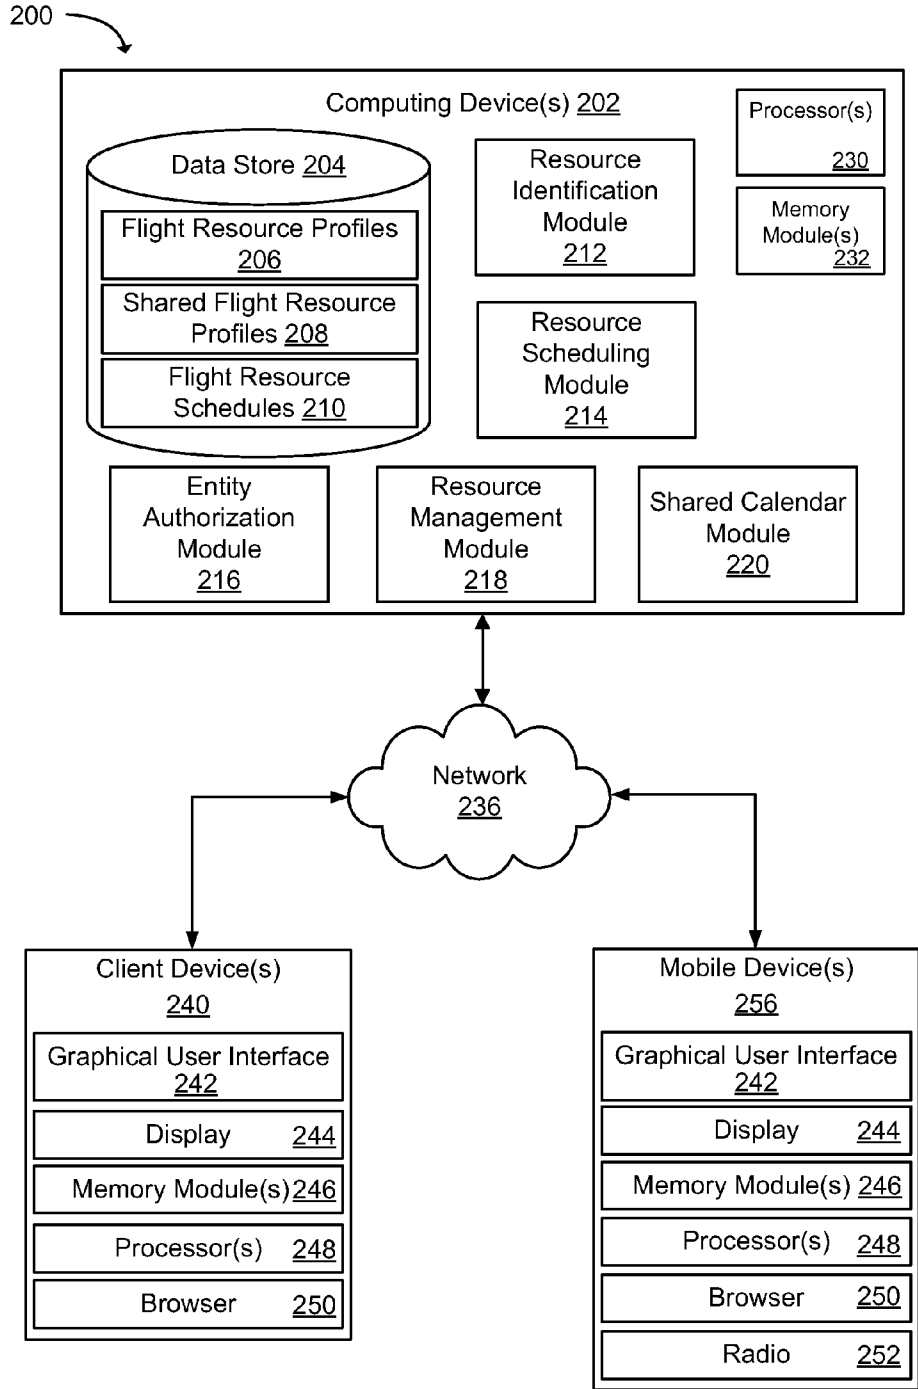 200
Computing Device(s) 202
Processor(s)
230
Memory
Module(s)
232
Data Store 204
Flight Resource Profiles
206
Shared Flight Resource
Profiles 208
Flight Resource
Schedules 210
Resource
Identification
Module
212
Resource
Scheduling
Module
214
Entity
Authorization
Module
216
Resource
Management
Module
218
Shared Calendar
Module
220
Network
236
Client Device(s)
240
Graphical User Interface
242
Display 244
Memory Module(s) 246
Processor(s) 248
Browser 250
Mobile Device(s)
256
Graphical User Interface
242
Display 244
Memory Module(s) 246
Processor(s) 248
Browser 250
Radio 252